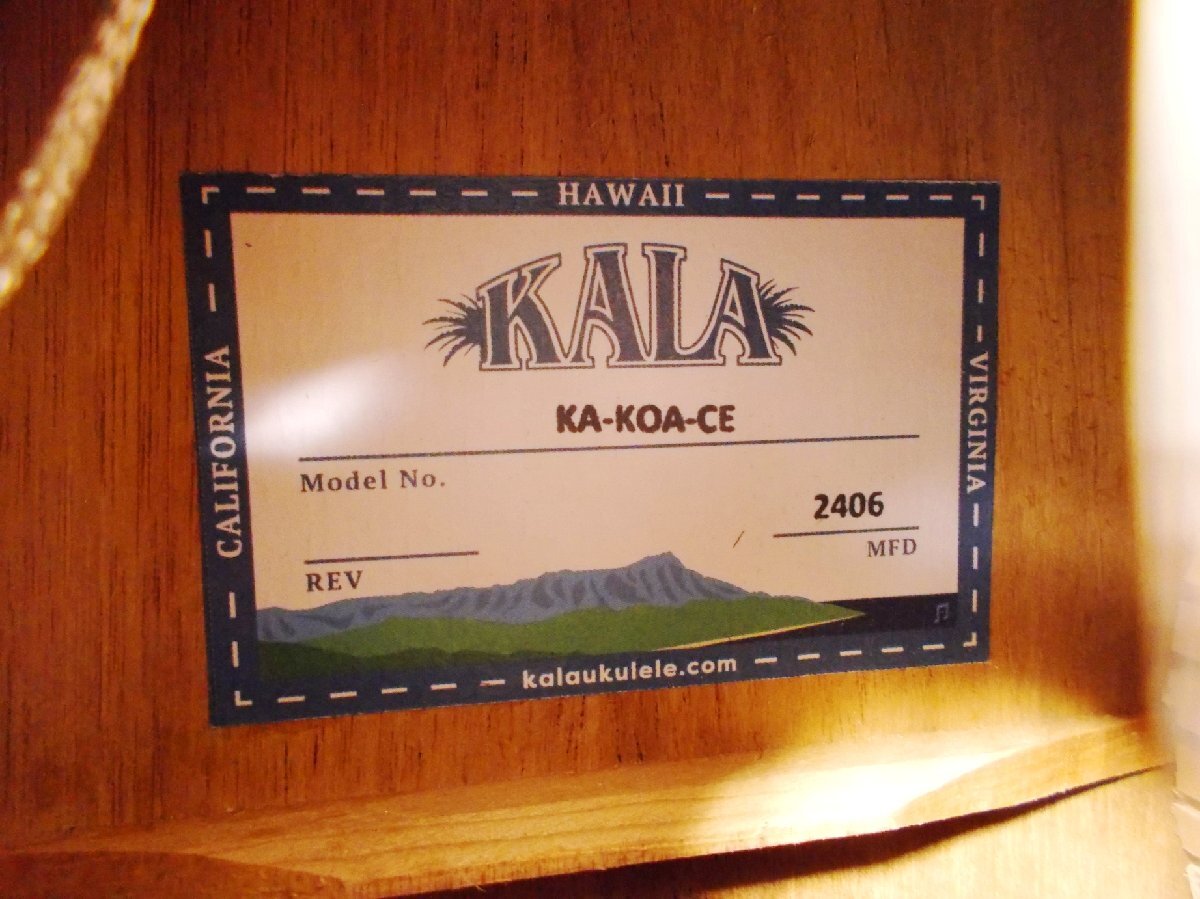 HAWAII
KALA
CALIFORNIA
VIRGINIA
KA-KOA-CE
Model No.
2406
MFD
REV
kalaukulele.com